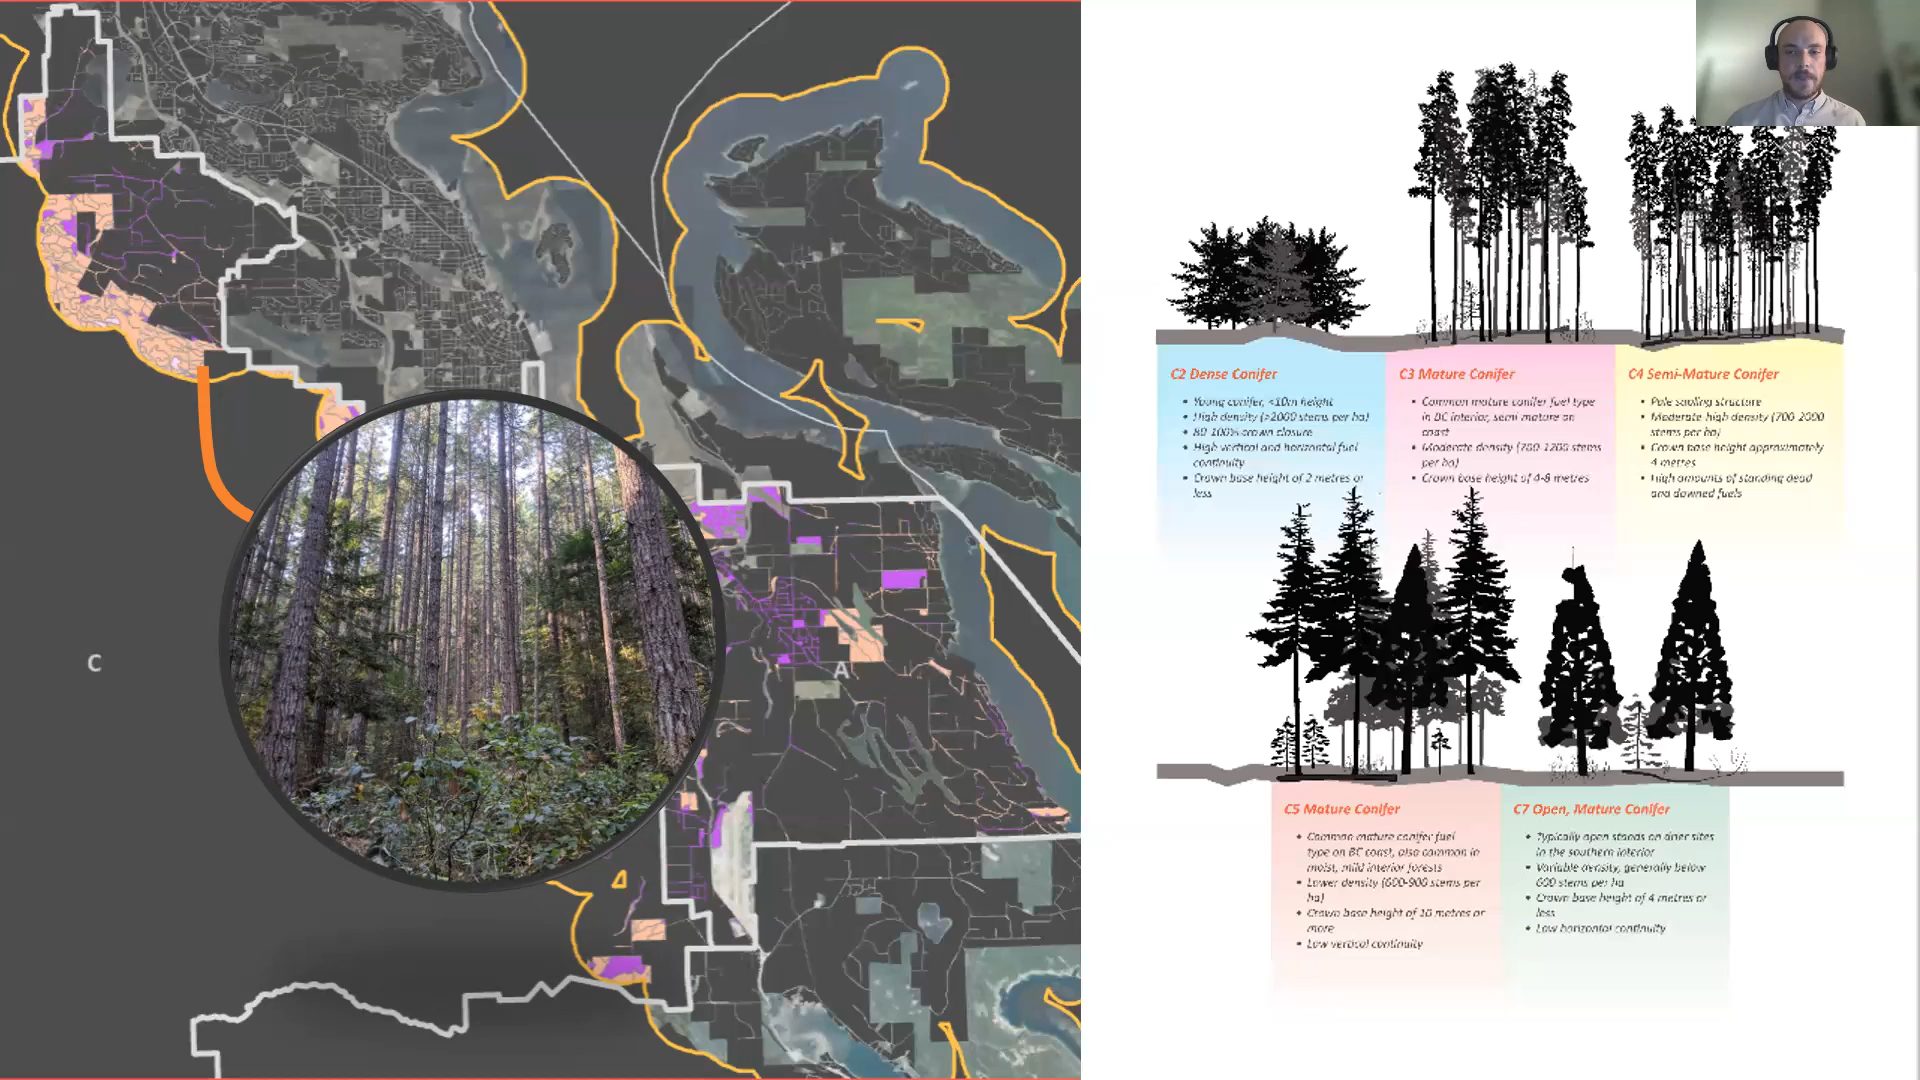 C
A
C2 Dense Conifer
Young conifer, <10m height
High density (>2000 stems per ha)
80-100% crown closure
High vertical and horizontal fuel
continuity
Crown base height of 2 metres or
less
C3 Mature Conifer
Common mature conifer fuel type
in BC interior, semi-mature on
coast
Moderate density (700-1200 stems
per ha)
Crown base height of 4-8 metres
C4 Semi-Mature Conifer
Pole sapling structure
Moderate-high density (700-2000
stems per ha)
Crown base height approximately
4 metres
High amounts of standing dead
and downed fuels
C5 Mature Conifer
Common mature conifer fuel
type on BC coast, also common in
moist, mild interior forests
Lower density (600-900 stems per
ha)
Crown base height of 10 metres or
more
Low vertical continuity
C7 Open, Mature Conifer
Typically open stands on drier sites
in the southern interior
Variable density, generally below
600 stems per ha
Crown base height of 4 metres or
less
Low horizontal continuity